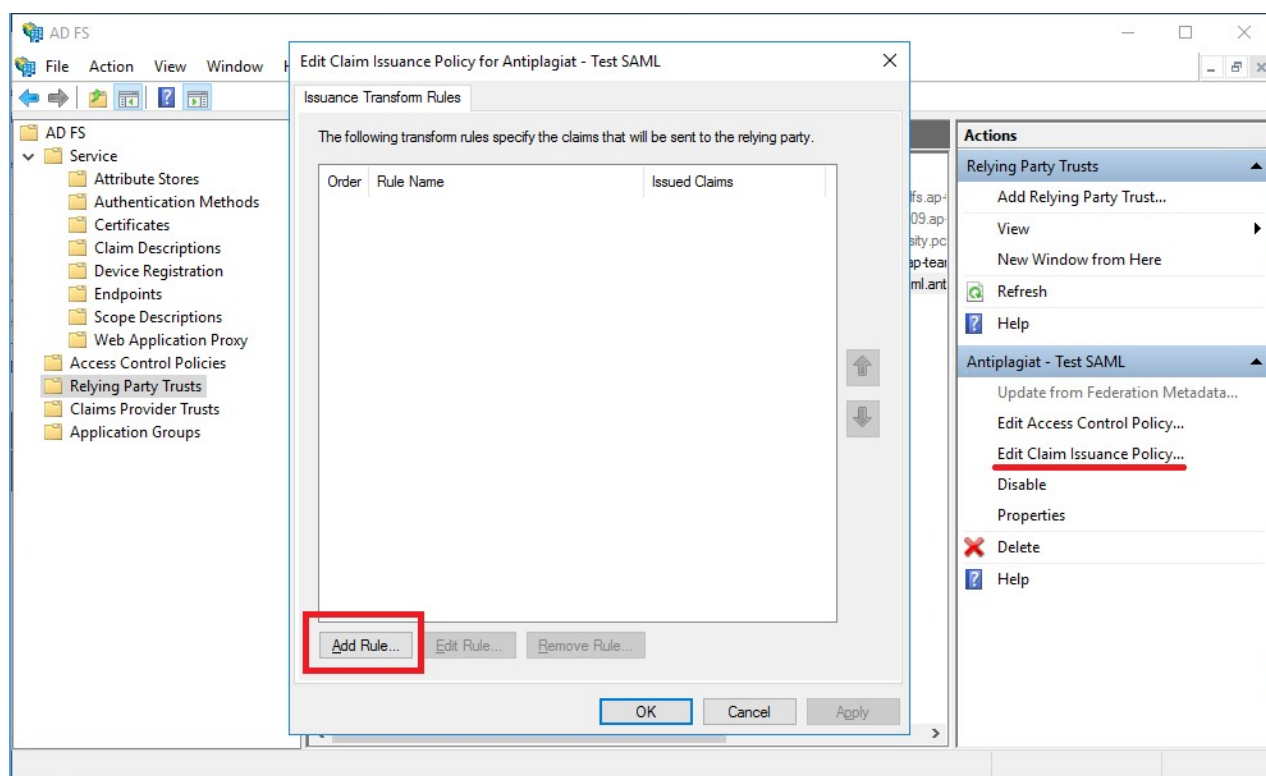 AD FS
File Action View Window
Edit Claim Issuance Policy for Antiplagiat - Test SAML
Issuance Transform Rules
The following transform rules specify the claims that will be sent to the relying party.
Order Rule Name Issued Claims
Add Rule...
Edit Rule...
Remove Rule...
OK
Cancel
Apply
AD FS
Service
Attribute Stores
Authentication Methods
Certificates
Claim Descriptions
Device Registration
Endpoints
Scope Descriptions
Web Application Proxy
Access Control Policies
Relying Party Trusts
Claims Provider Trusts
Application Groups
Actions
Relying Party Trusts
Add Relying Party Trust...
View
New Window from Here
Refresh
Help
Antiplagiat - Test SAML
Update from Federation Metadata...
Edit Access Control Policy...
Edit Claim Issuance Policy...
Disable
Properties
Delete
Help